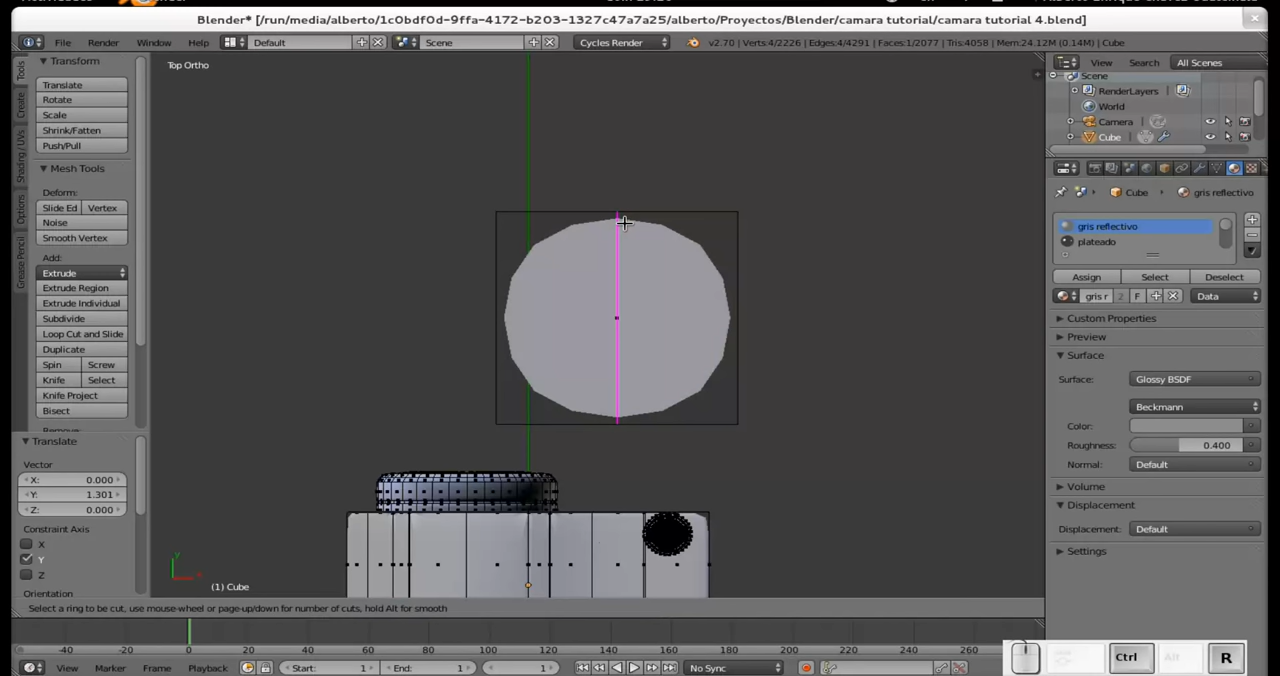 Blender* [/run/media/alberto/1c0bdf0d-9ffa-4172-b203-1327c47a7a25/alberto/Proyectos/Blender/camara tutorial/camara tutorial 4.blend]
File Render Window Help Default Scene Cycles Render v2.70 | Verts:4/2226 | Edges:4/4291 | Faces:1/2077 | Tris:4058 | Mem:24.12M (0.14M) | Cube
Tools
Create
Shading / UVs
Options
Grease Pencil
Transform
Translate
Rotate
Scale
Shrink/Fatten
Push/Pull
Mesh Tools
Deform:
Slide Ed Vertex
Noise
Smooth Vertex
Add:
Extrude
Extrude Region
Extrude Individual
Subdivide
Loop Cut and Slide
Duplicate
Spin Screw
Knife Select
Knife Project
Bisect
Translate
Vector
X: 0.000
Y: 1.301
Z: 0.000
Constraint Axis
X
Y
Z
Orientation
Top Ortho
(1) Cube
Select a ring to be cut, use mouse-wheel or page-up/down for number of cuts, hold Alt for smooth
View Search All Scenes
Scene
RenderLayers
World
Camera
Cube
Cube gris reflectivo
gris reflectivo
plateado
Assign Select Deselect
gris r 2 F Data
Custom Properties
Preview
Surface
Surface: Glossy BSDF
Beckmann
Color:
Roughness: 0.400
Normal: Default
Volume
Displacement
Displacement: Default
Settings
-40 -20 0 20 40 60 80 100 120 140 160 180 200 220 240 260
View Marker Frame Playback Start: 1 End: 1 1 No Sync
Ctrl Alt R